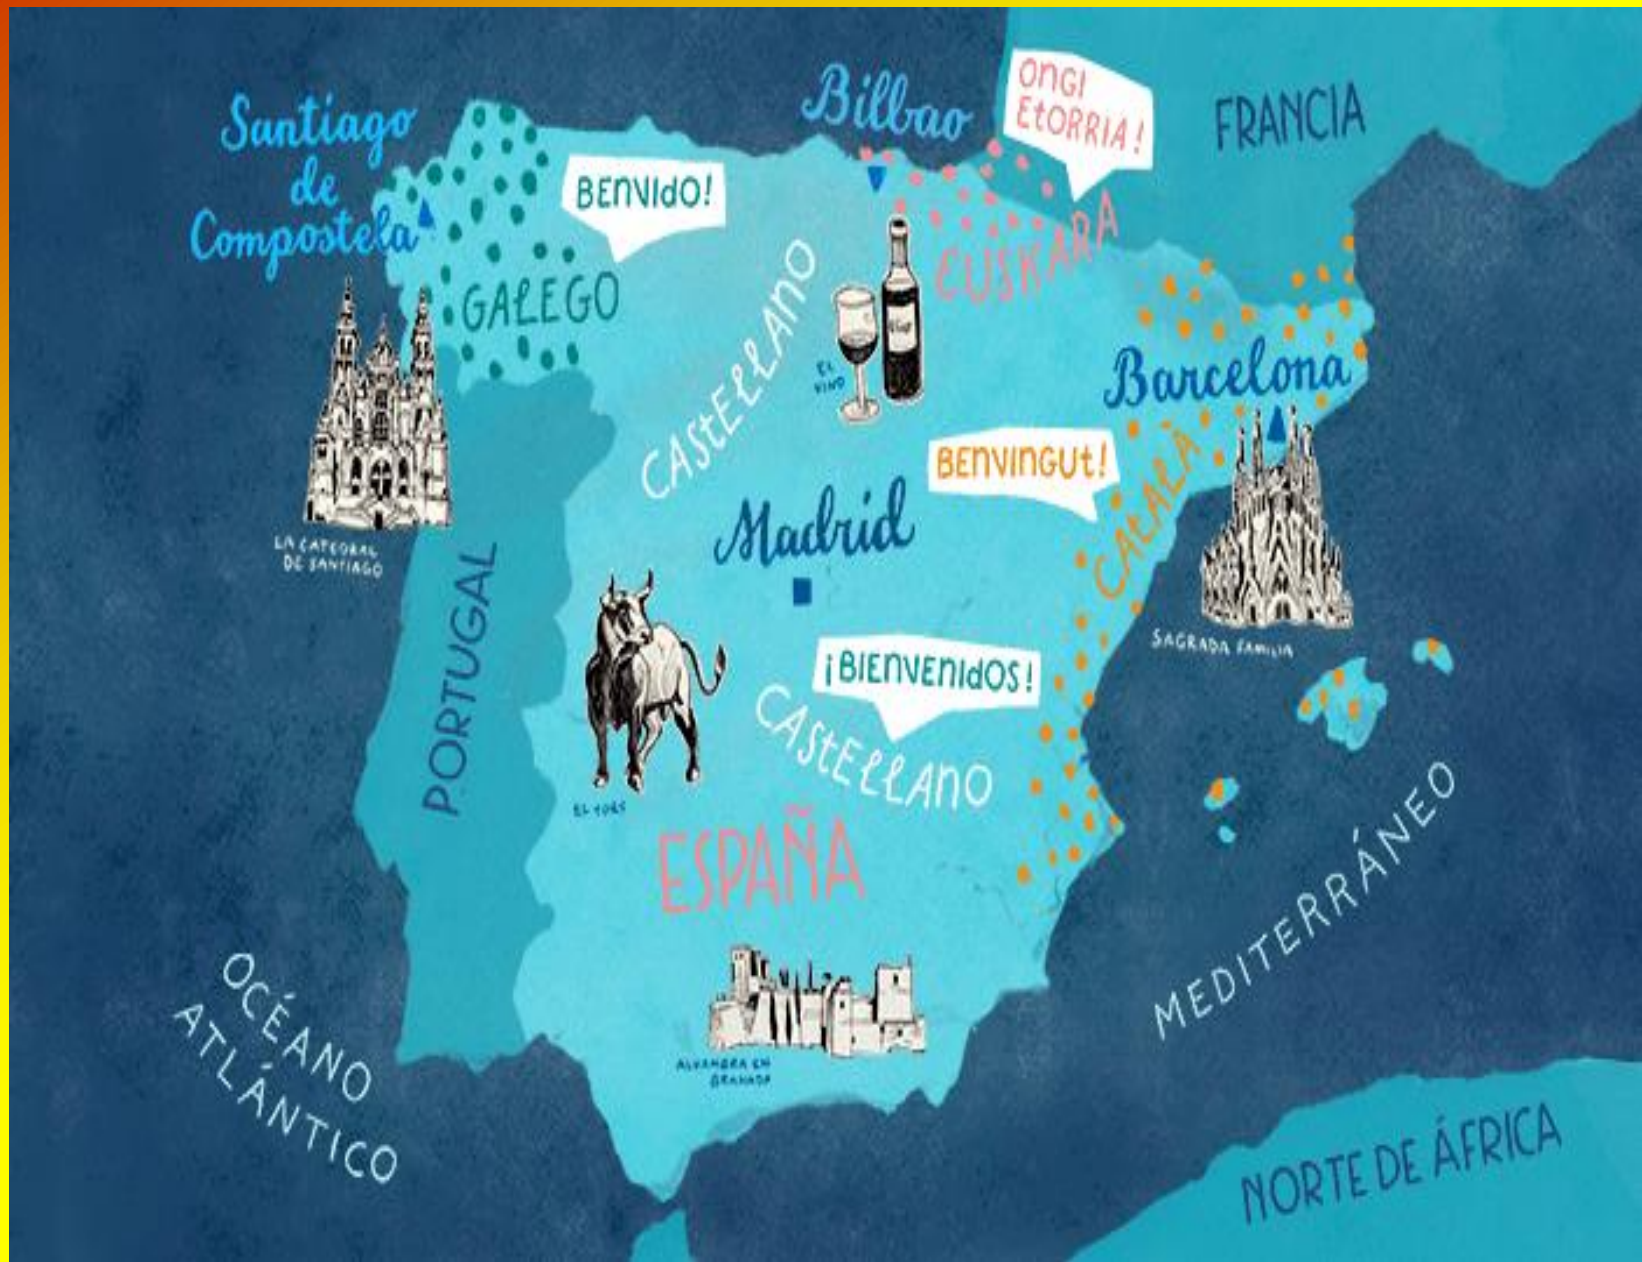 Santiago
de
Compostela
Bilbao
ONGI
ETORRIA!
FRANCIA
BENVIDO!
GALEGO
EUSKARA
CASTELLANO
EL
VINO
Barcelona
BENVINGUT!
CATALÀ
Madrid
LA CATEDRAL
DE SANTIAGO
PORTUGAL
SAGRADA FAMILIA
¡BIENVENIDOS!
CASTELLANO
EL
ESPAÑA
MEDITERRÁNEO
OCÉANO
ATLÁNTICO
ALHAMBRA EN
GRANADA
NORTE DE ÁFRICA